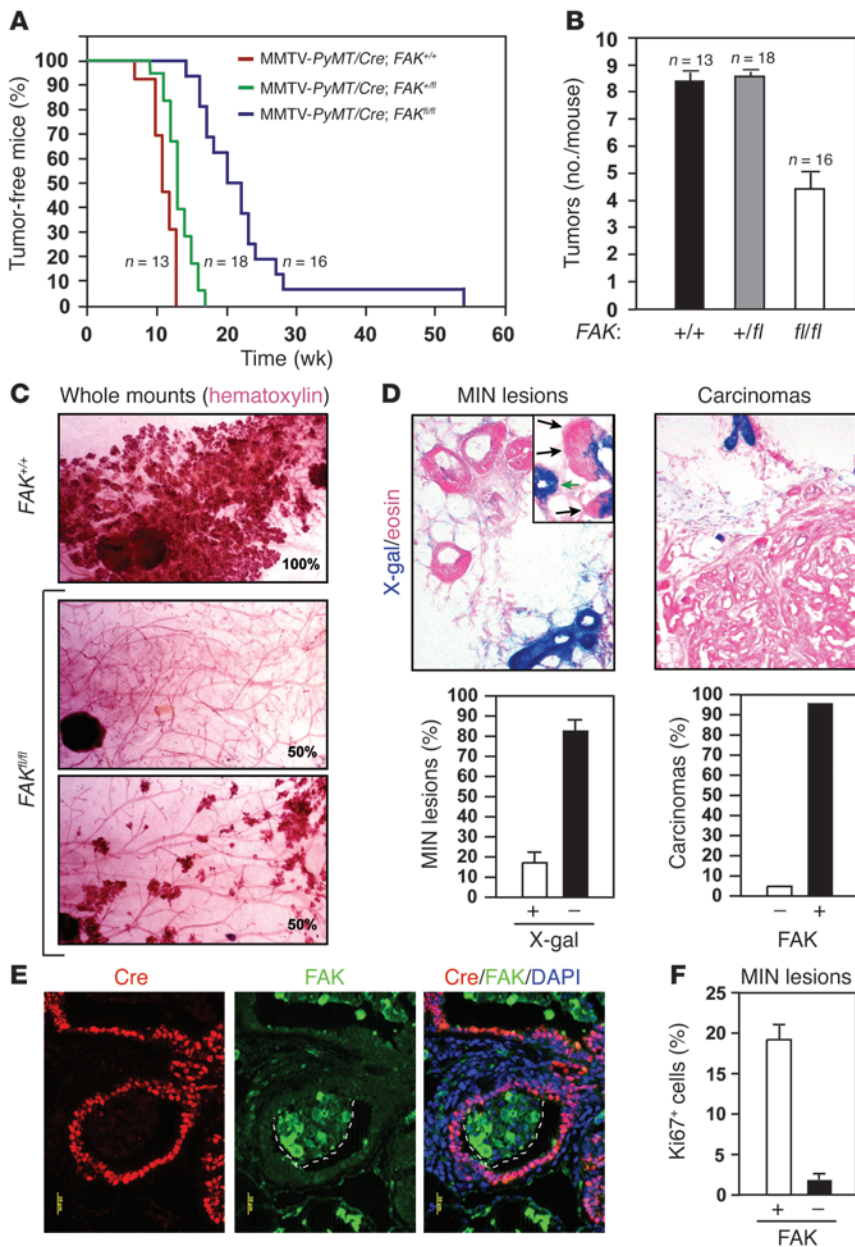 A
MMTV-PyMT/Cre; FAK+/+
MMTV-PyMT/Cre; FAK+/fl
MMTV-PyMT/Cre; FAKfl/fl
Tumor-free mice (%)
100
90
80
70
60
50
40
30
20
10
0
n = 13
n = 18
n = 16
0 10 20 30 40 50 60
Time (wk)
B
Tumors (no./mouse)
10
9
8
7
6
5
4
3
2
1
0
n = 13
n = 18
n = 16
FAK: +/+ +/fl fl/fl
C
Whole mounts (hematoxylin)
FAK+/+
100%
FAKfl/fl
50%
50%
D
MIN lesions
Carcinomas
X-gal/eosin
MIN lesions (%)
100
90
80
70
60
50
40
30
20
10
0
+ −
X-gal
Carcinomas (%)
100
90
80
70
60
50
40
30
20
10
0
− +
FAK
E
Cre
FAK
Cre/FAK/DAPI
F
MIN lesions
Ki67+ cells (%)
25
20
15
10
5
0
+ −
FAK